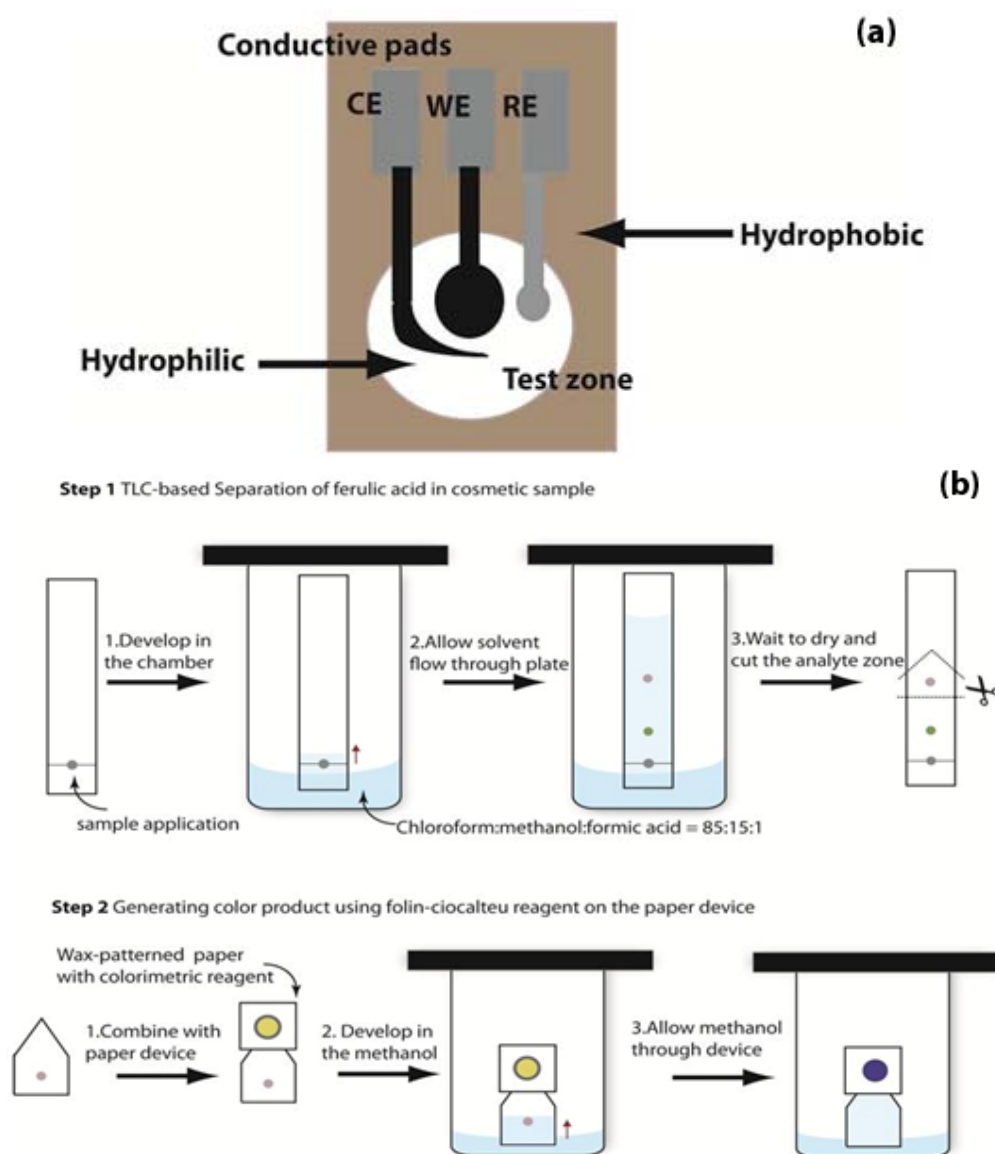 (a)
Conductive pads
CE WE RE
Hydrophobic
Hydrophilic
Test zone
Step 1 TLC-based Separation of ferulic acid in cosmetic sample
(b)
1.Develop in
the chamber
2.Allow solvent
flow through plate
3.Wait to dry and
cut the analyte zone
sample application
Chloroform:methanol:formic acid = 85:15:1
Step 2 Generating color product using folin-ciocalteu reagent on the paper device
Wax-patterned paper
with colorimetric reagent
1.Combine with
paper device
2. Develop in
the methanol
3.Allow methanol
through device